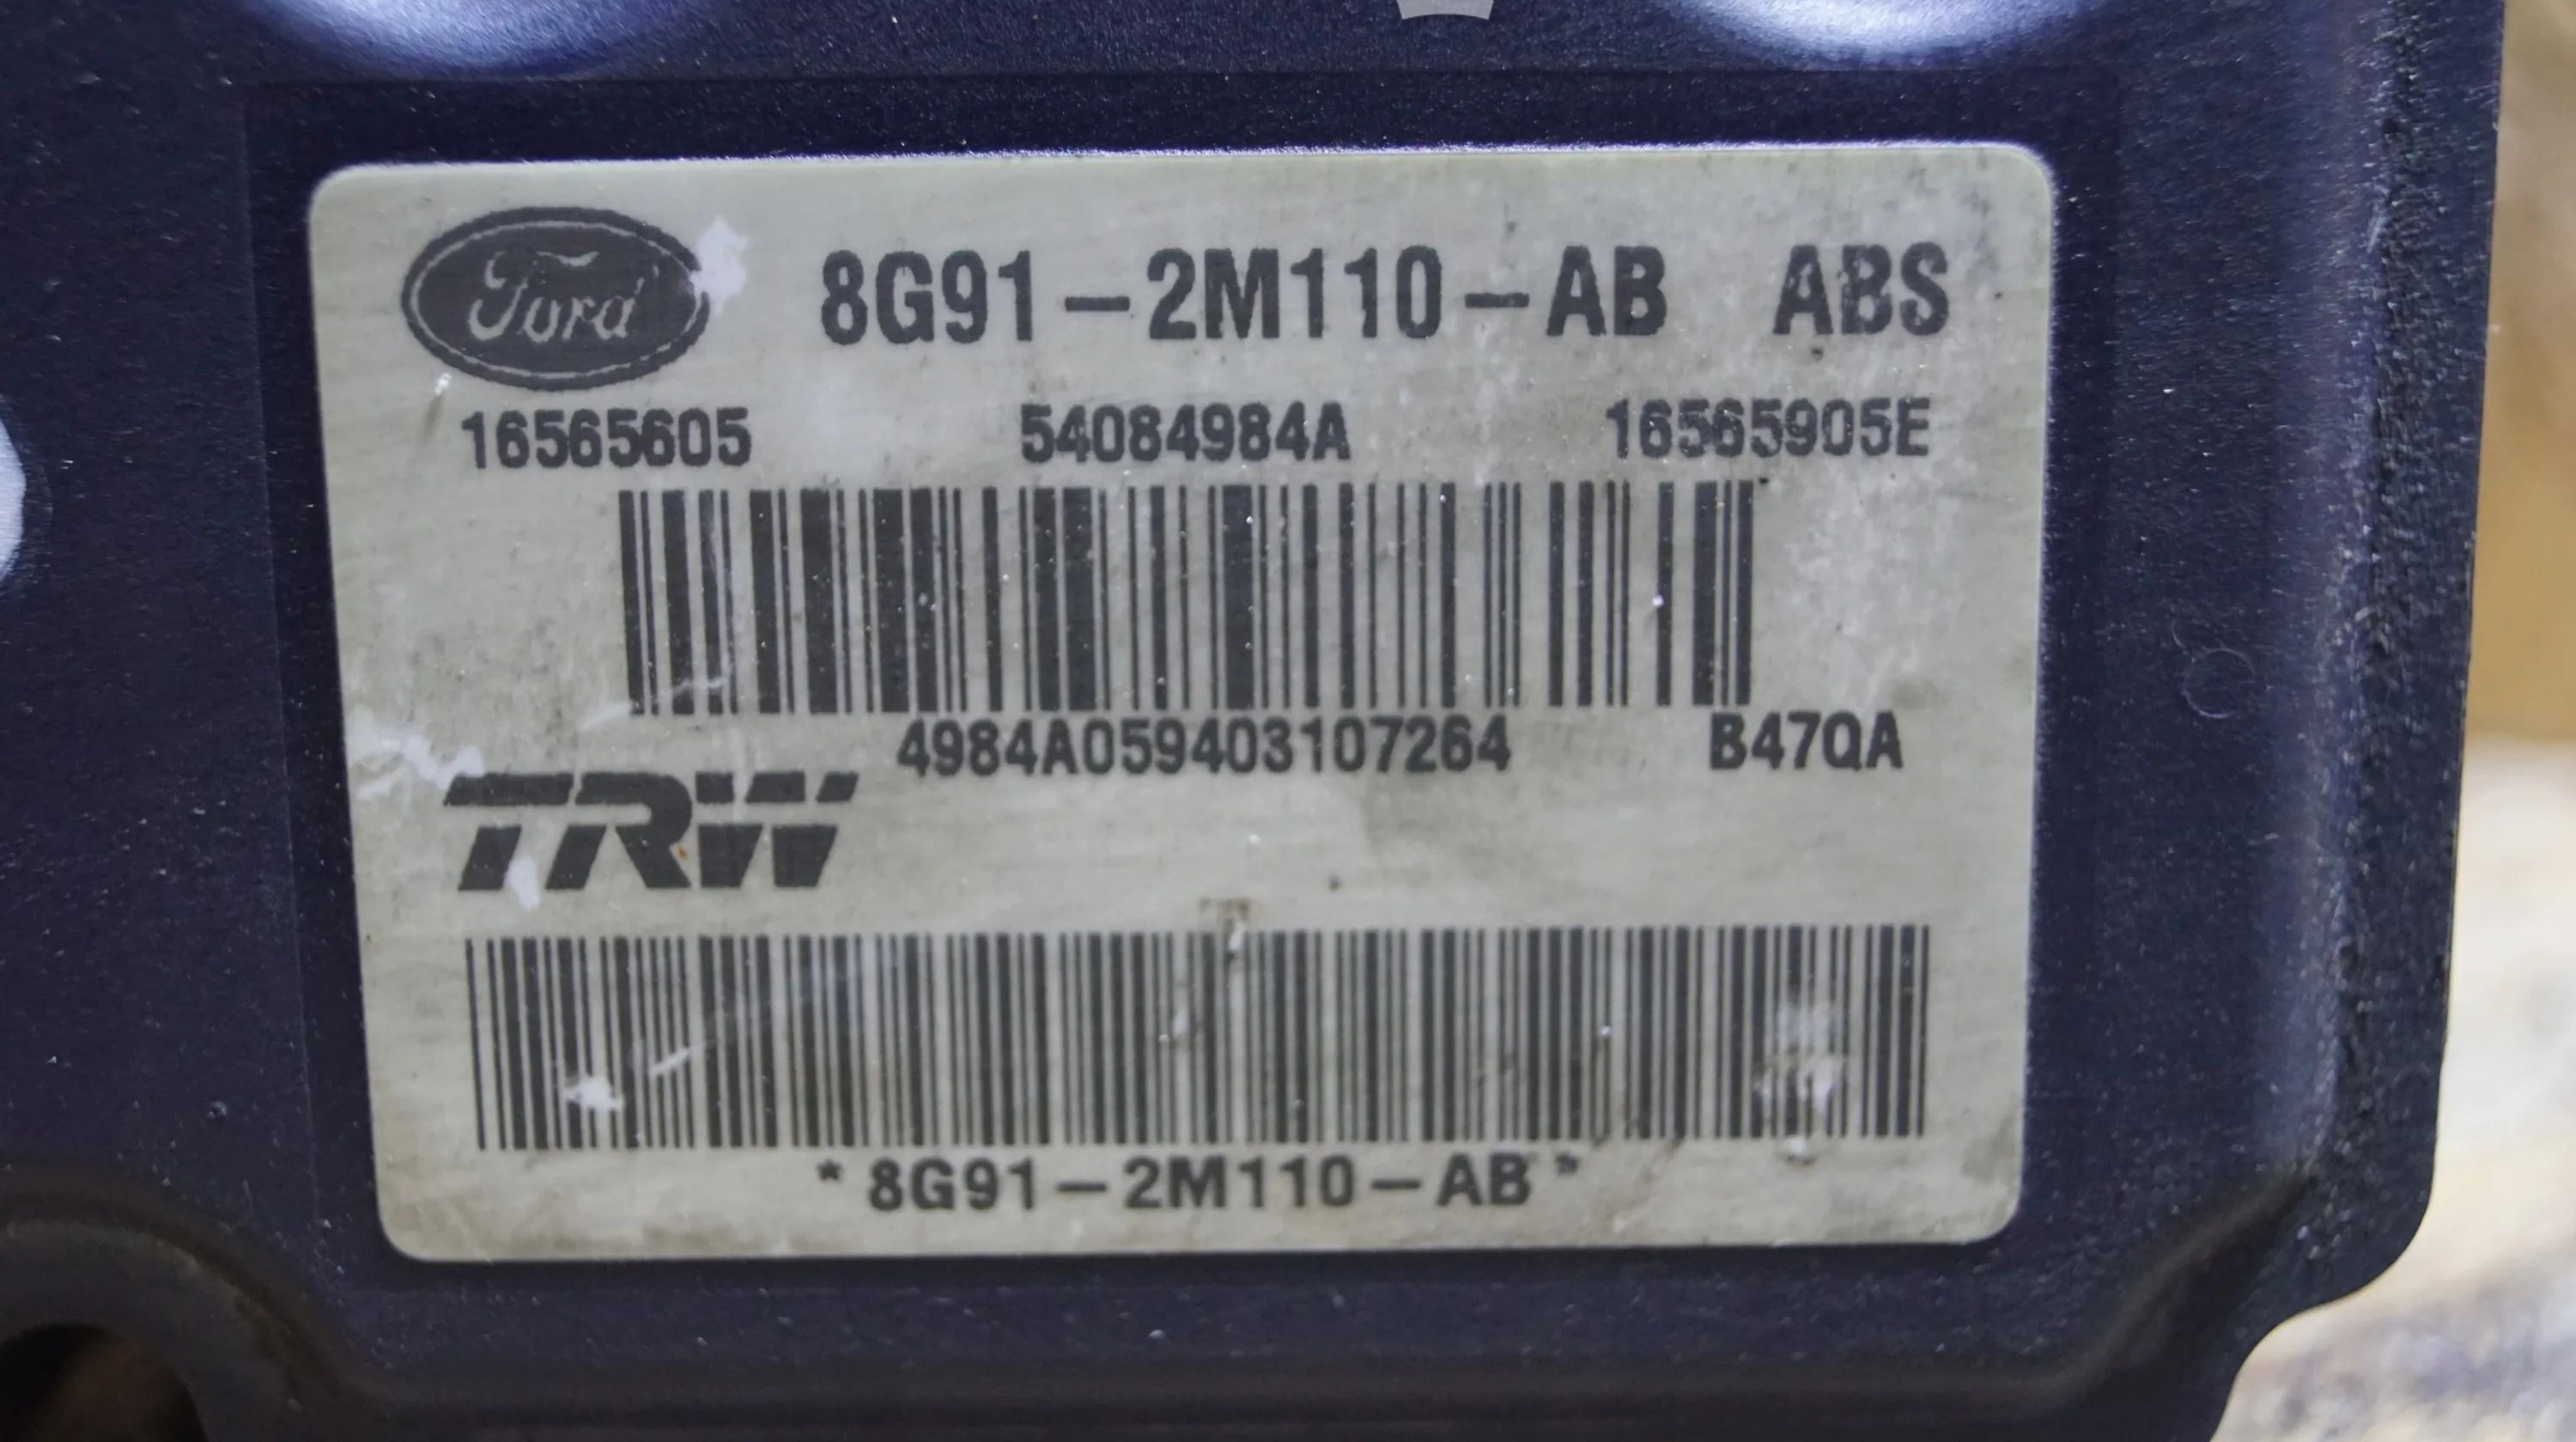 Ford 8G91-2M110-AB ABS
16565605 54084984A 16565905E
4984A059403107264 B47QA
TRW
*8G91-2M110-AB*